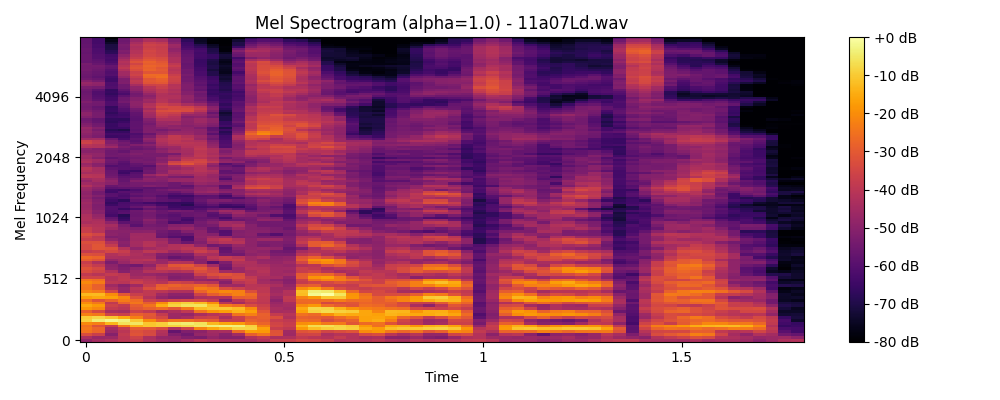 Mel Spectrogram (alpha=1.0) - 11a07Ld.wav
Mel Frequency
4096
2048
1024
512
0
0
0.5
1
1.5
Time
+0 dB
-10 dB
-20 dB
-30 dB
-40 dB
-50 dB
-60 dB
-70 dB
-80 dB